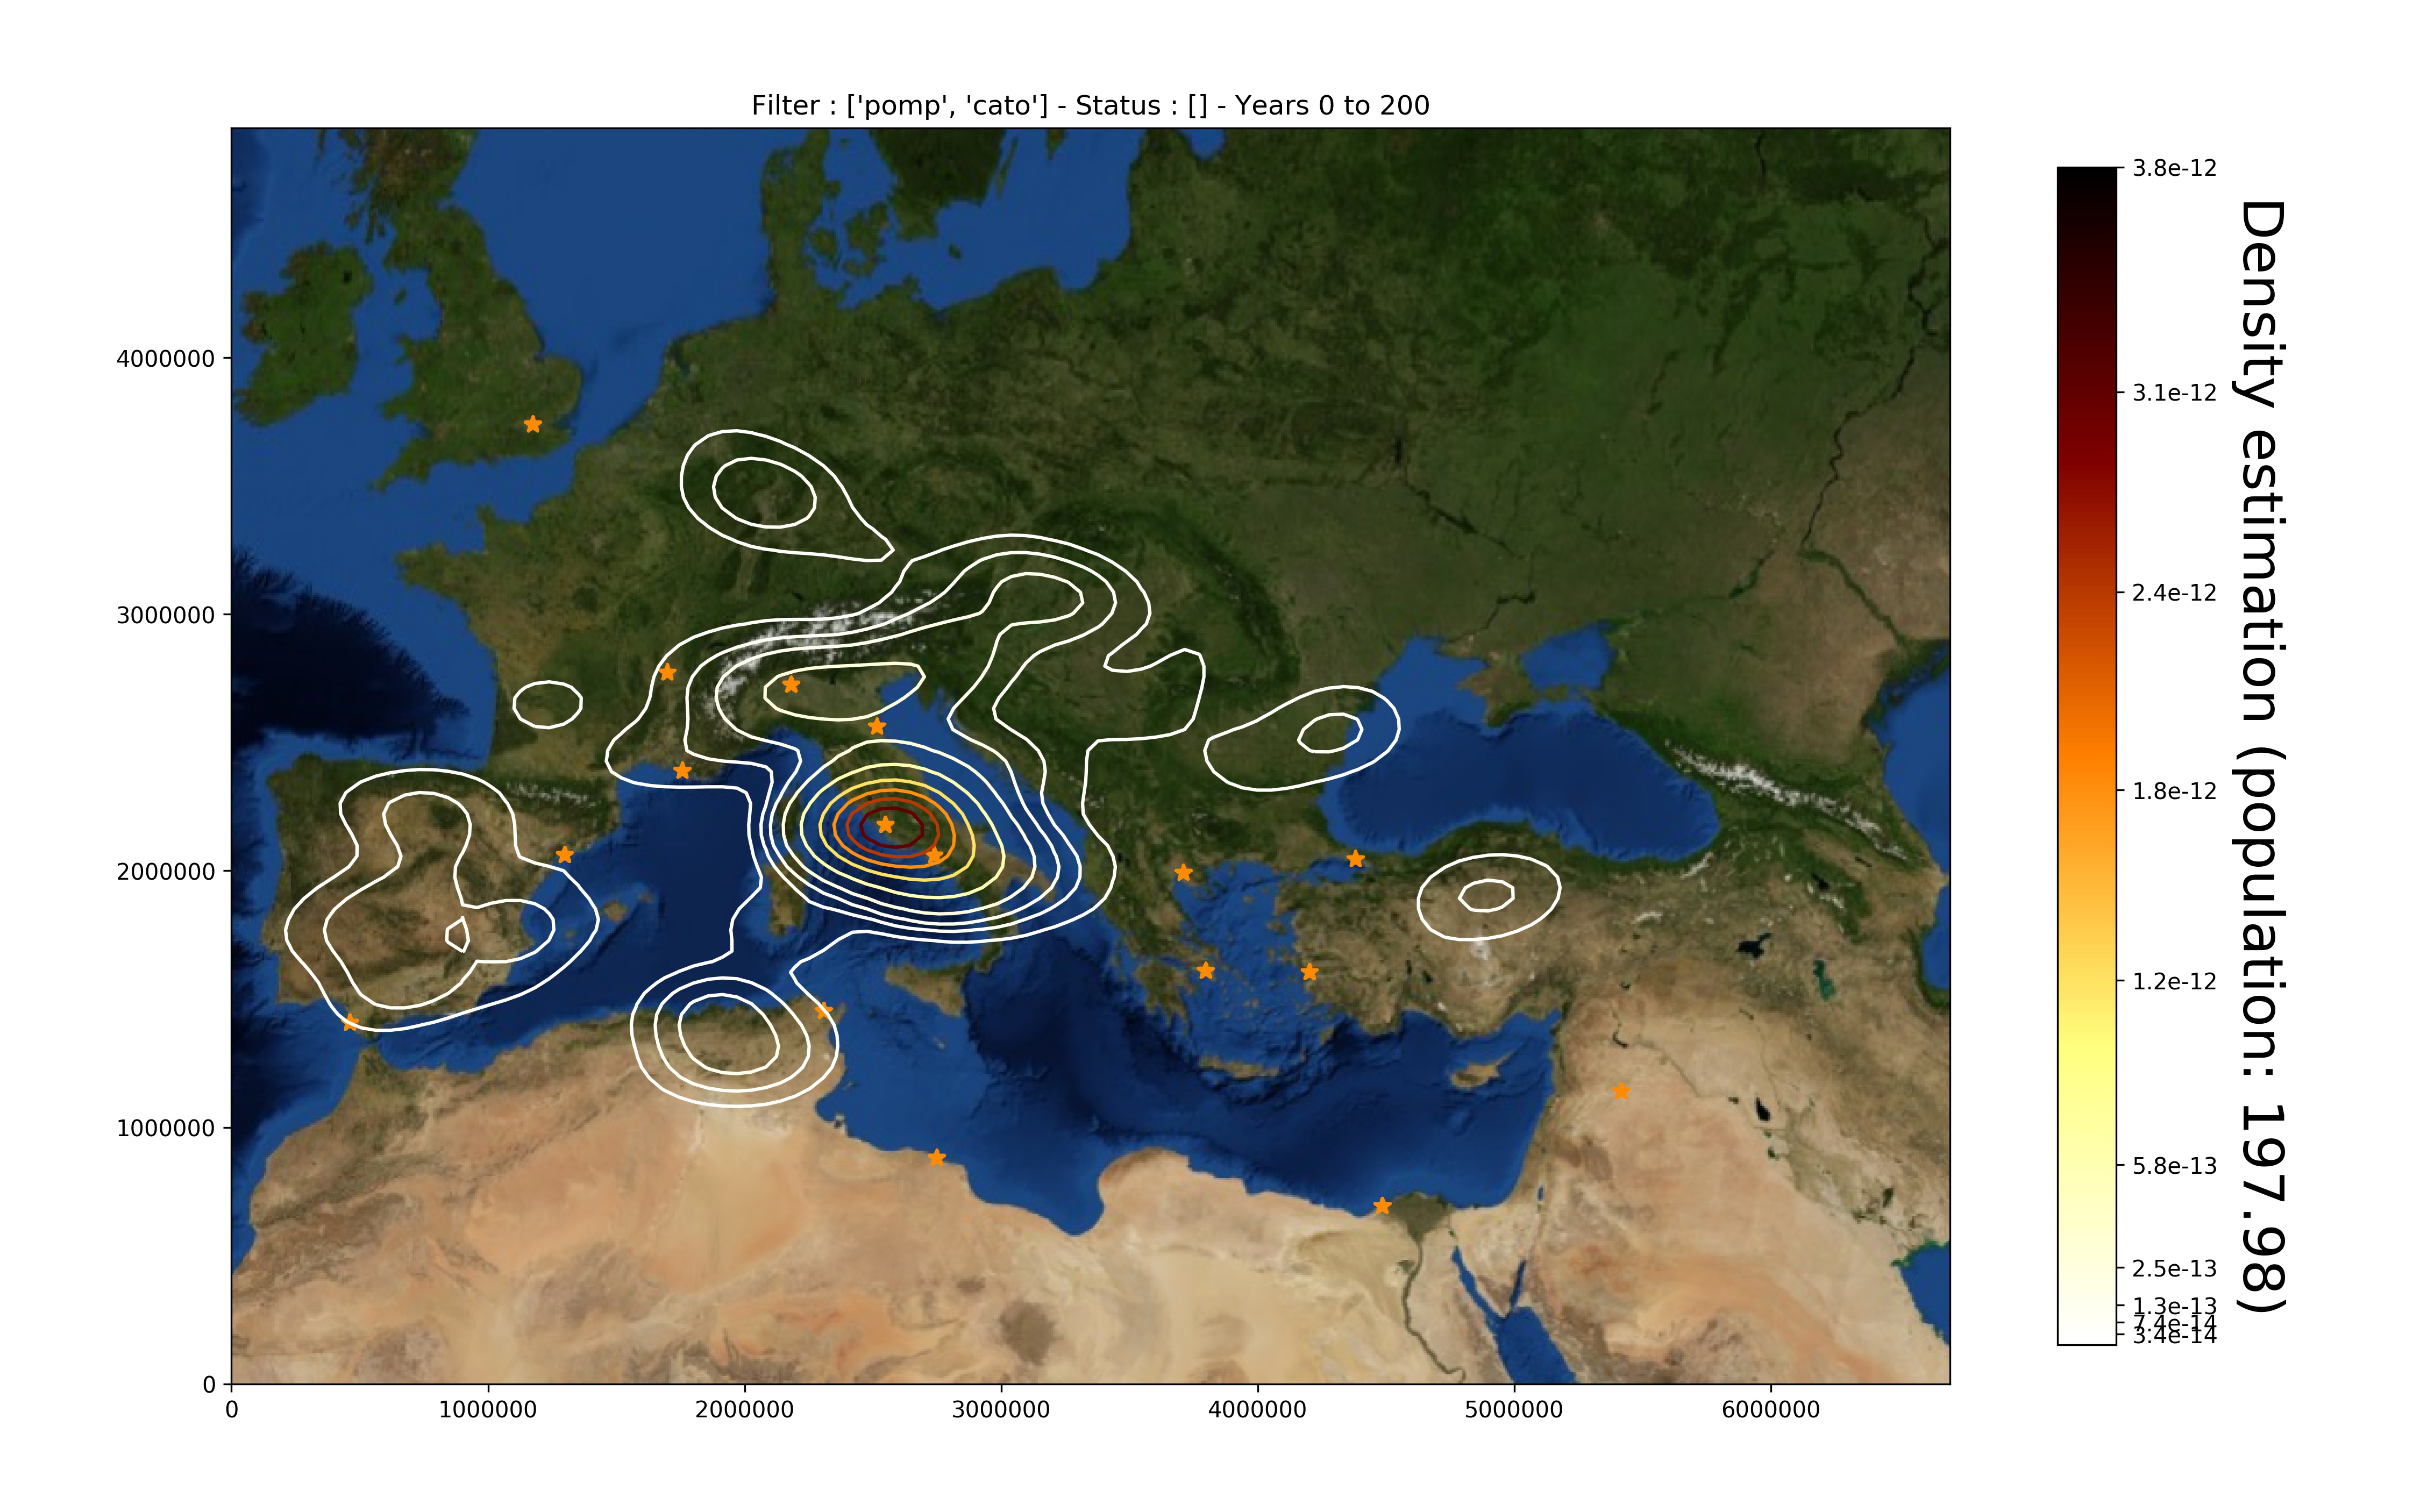 Filter : ['pomp', 'cato'] - Status : [] - Years 0 to 200
4000000
3000000
2000000
1000000
0
0
1000000
2000000
3000000
4000000
5000000
6000000
3.8e-12
3.1e-12
2.4e-12
1.8e-12
1.2e-12
5.8e-13
2.5e-13
1.3e-13
7.4e-14
3.4e-14
Density estimation (population: 197.98)